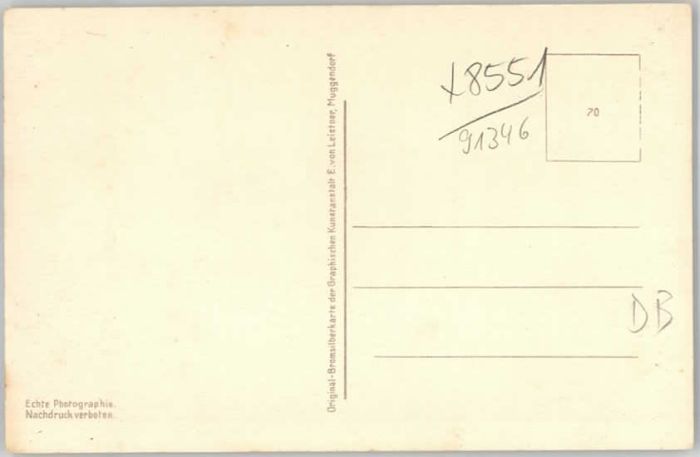 x8551
91346
70
Original-Bromsilberkarte der Graphischen Kunstanstalt E. von Leistner, Muggendorf
DB
Echte Photographie.
Nachdruck verboten.